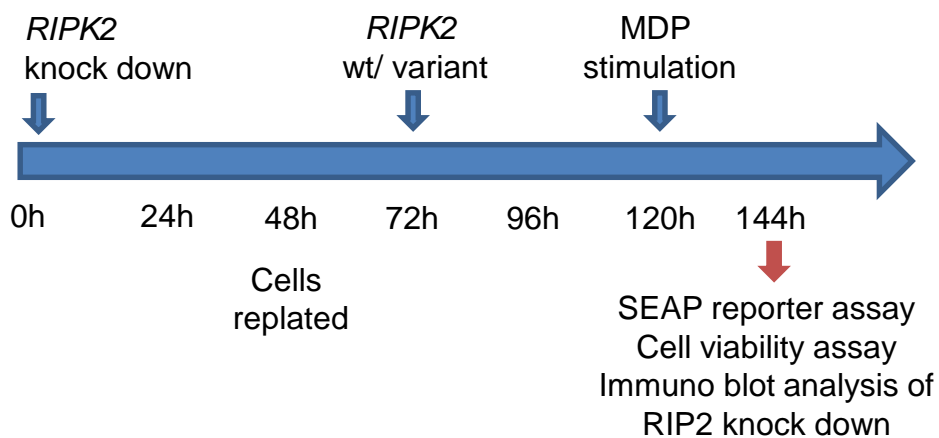 RIPK2
knock down
RIPK2
wt/ variant
MDP
stimulation
0h 24h 48h 72h 96h 120h 144h
Cells
replated
SEAP reporter assay
Cell viability assay
Immuno blot analysis of
RIP2 knock down